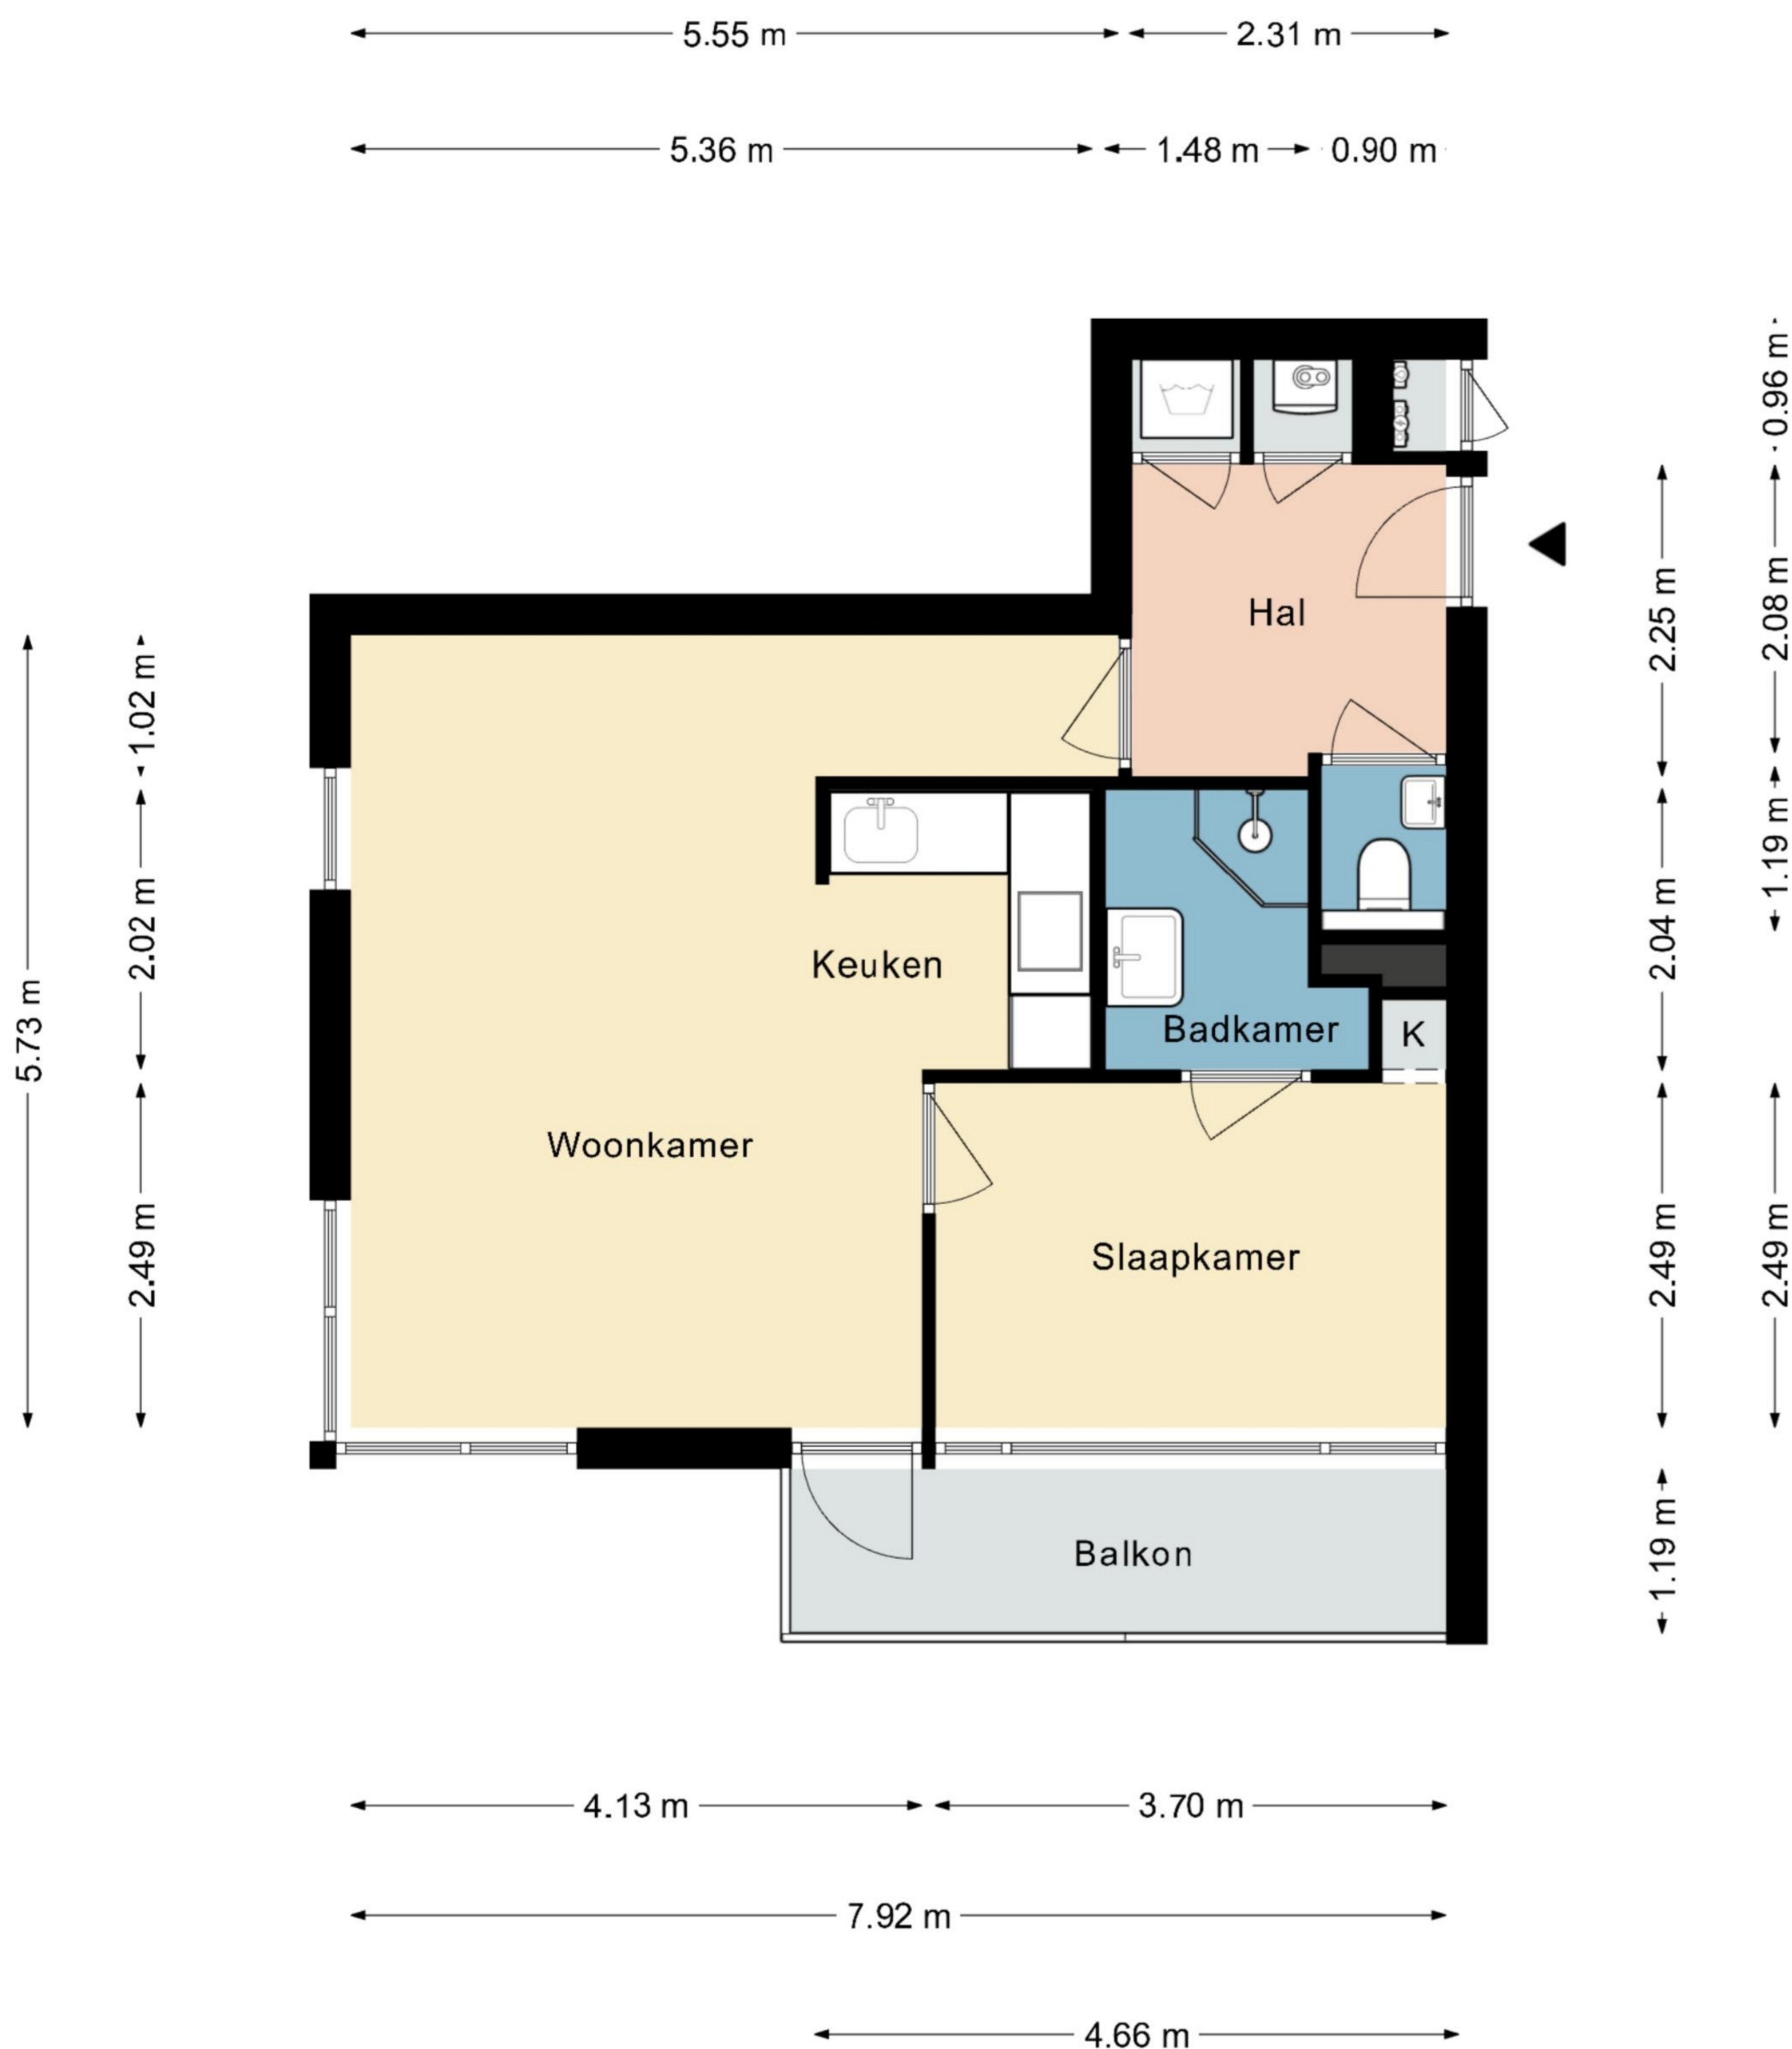 5.55 m
2.31 m
5.36 m
1.48 m
0.90 m
0.96 m
Hal
2.25 m
2.08 m
1.02 m
5.73 m
2.02 m
1.19 m
2.04 m
Keuken
Badkamer
K
Woonkamer
Slaapkamer
2.49 m
2.49 m
2.49 m
Balkon
1.19 m
4.13 m
3.70 m
7.92 m
4.66 m